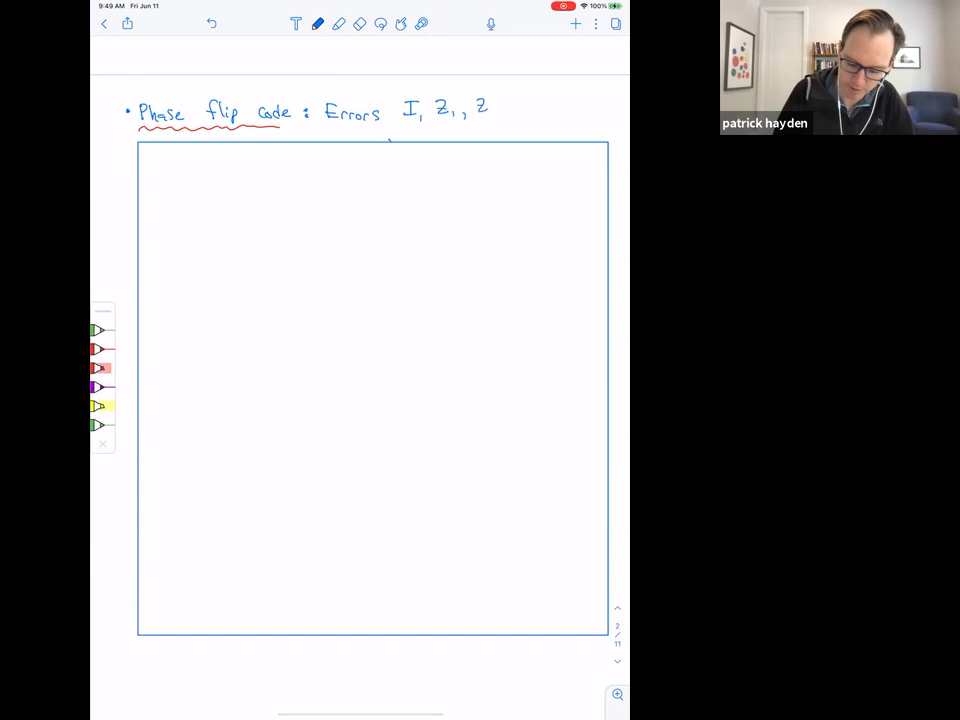 9:49 AM Fri Jun 11
100%
T
• Phase flip code : Errors I, Z₁, Z
patrick hayden
2
/
11